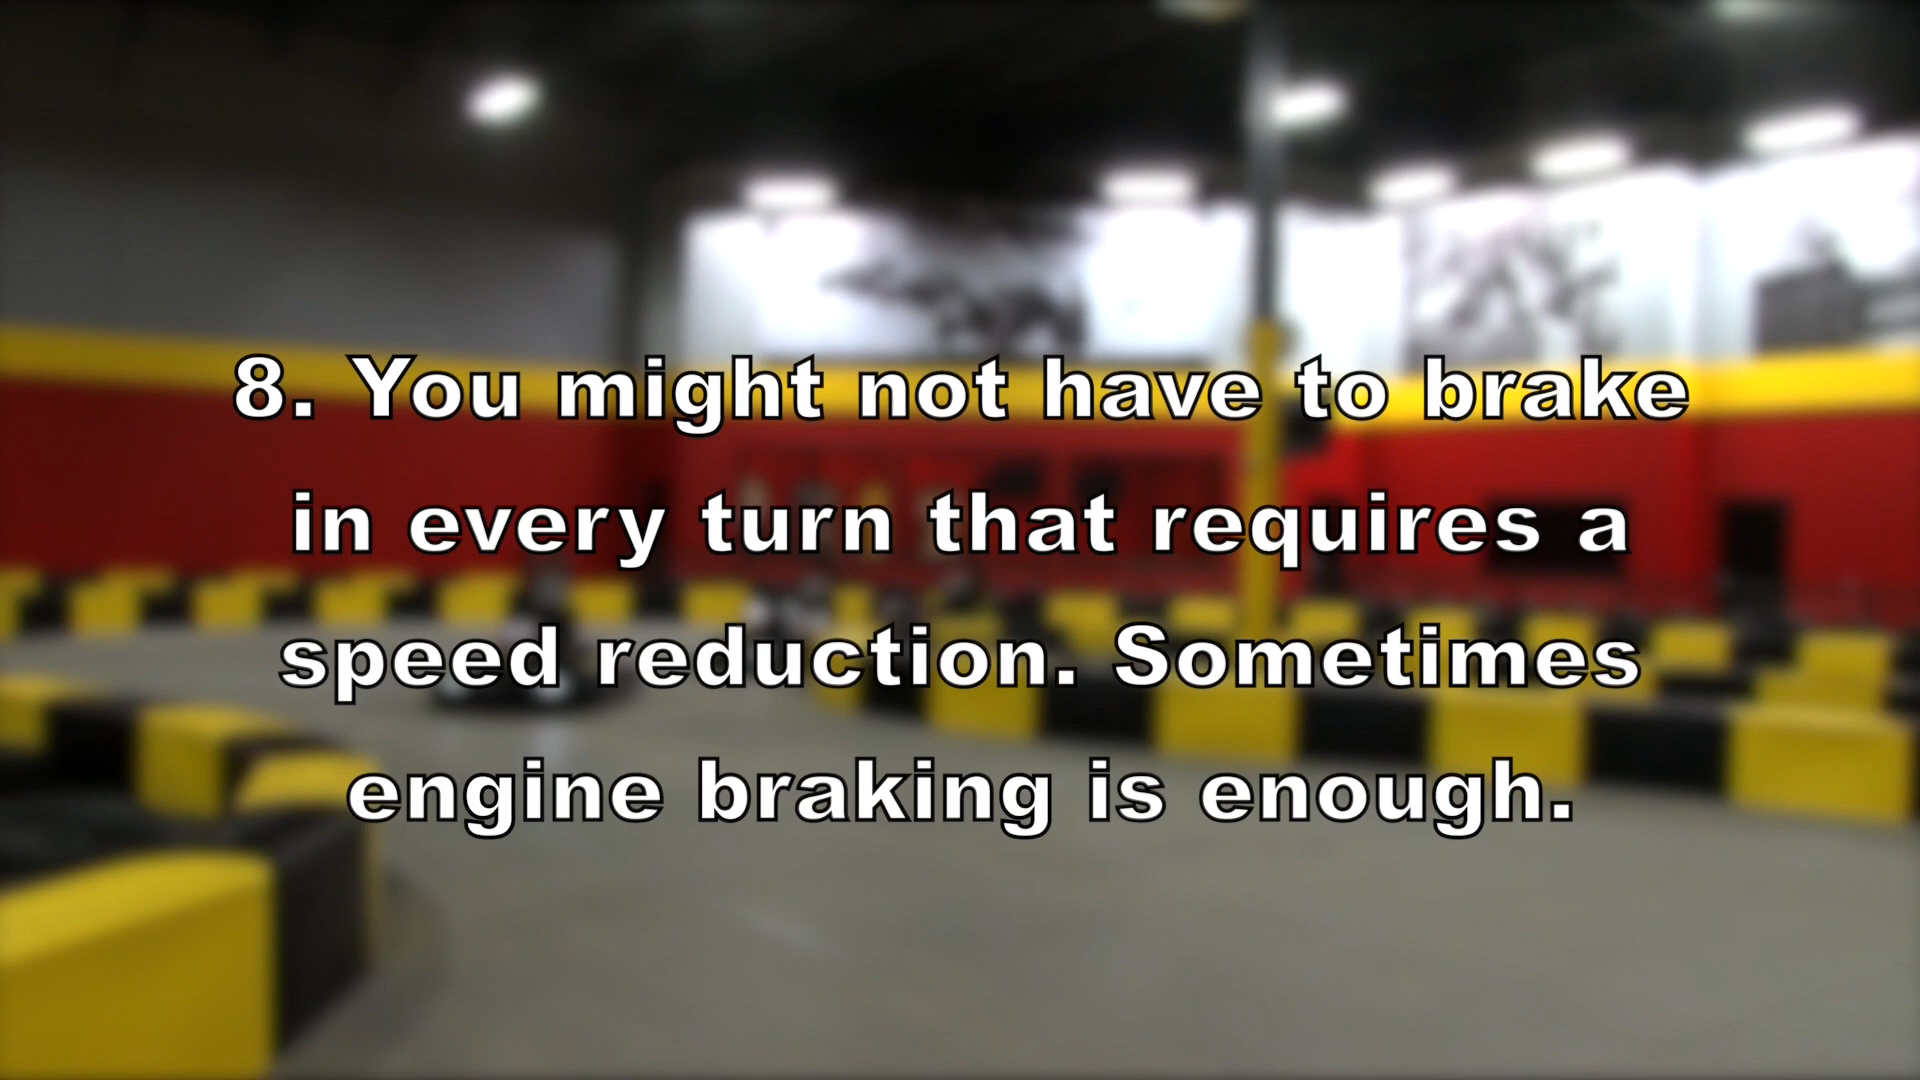 8. You might not have to brake
in every turn that requires a
speed reduction. Sometimes
engine braking is enough.